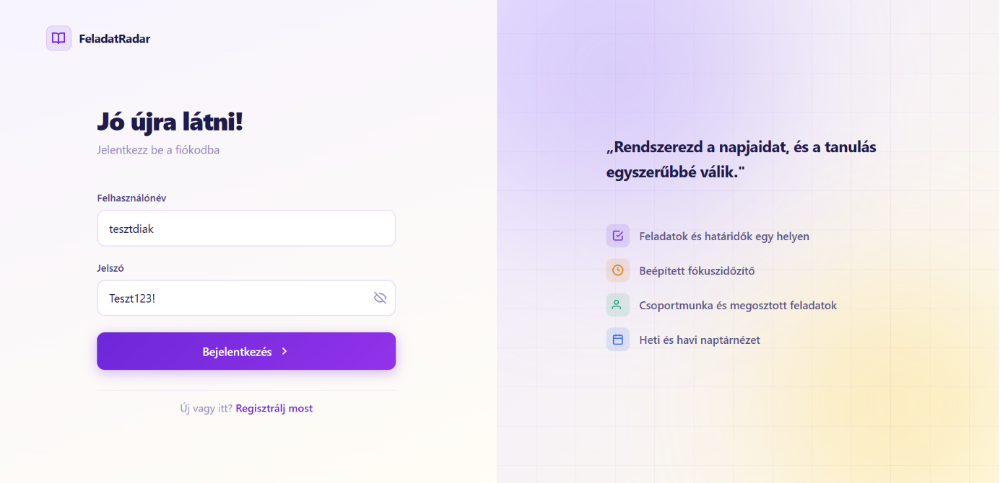 FeladatRadar
Jó újra látni!
Jelentkezz be a fiókodba
Felhasználónév
tesztdiak
Jelszó
Teszt123!
Bejelentkezés
Új vagy itt? Regisztrálj most
„Rendszerezd a napjaidat, és a tanulás
egyszerűbbé válik."
Feladatok és határidők egy helyen
Beépített fókuszidőzítő
Csoportmunka és megosztott feladatok
Heti és havi naptárnézet